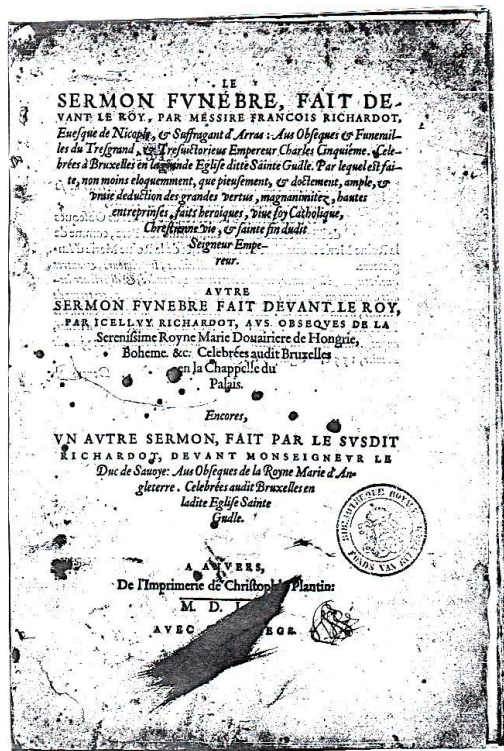 LE
SERMON FVNEBRE, FAIT DE-
VANT LE ROY, PAR MESSIRE FRANCOIS RICHARDOT,
Euesque de Nicople, & Suffragant d'Arras : Aus Obseques & Funerail-
les du Tresgrand, & Tresuictorieus Empereur Charles Cinquiéme. Cele-
brées à Bruxelles en la grande Eglise ditte Sainte Gudle. Par lequel est fai-
te, non moins eloquemment, que pieusement, & doctement, ample, &
vraie deduction des grandes vertus, magnanimitez, hautes
entreprinses, faits heroiques, viue foy Catholique,
Chrestienne vie, & sainte fin dudit
Seigneur Empe-
reur.
AVTRE
SERMON FVNEBRE FAIT DEVANT LE ROY,
PAR ICELLVY RICHARDOT, AVS OBSEQVES DE LA
Serenissime Royne Marie Douairiere de Hongrie,
Boheme. &c. Celebrées audit Bruxelles
en la Chappelle du
Palais.
Encores,
VN AVTRE SERMON, FAIT PAR LE SVSDIT
RICHARDOT, DEVANT MONSEIGNEVR LE
Duc de Sauoye: Aus Obseques de la Royne Marie d'An-
gleterre. Celebrées audit Bruxelles en
ladite Eglise Sainte
Gudle.
A ANVERS,
De l'Imprimerie de Christophle Plantin:
M. D.
AVEC
BIBLIOTHEQUE ROYALE
FONDS VAN